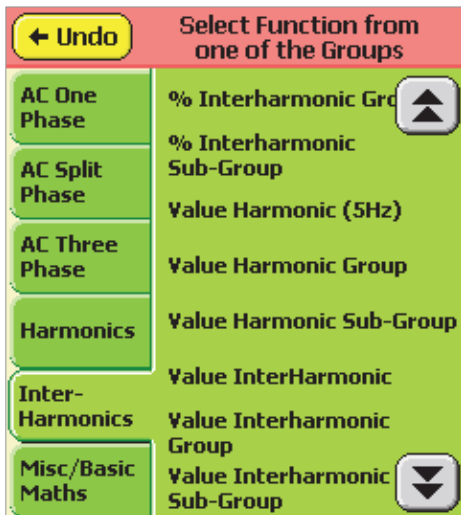 ← Undo
Select Function from
one of the Groups
AC One
Phase
AC Split
Phase
AC Three
Phase
Harmonics
Inter-
Harmonics
Misc/Basic
Maths
% Interharmonic Gro
% Interharmonic
Sub-Group
Value Harmonic (5Hz)
Value Harmonic Group
Value Harmonic Sub-Group
Value InterHarmonic
Value Interharmonic
Group
Value Interharmonic
Sub-Group